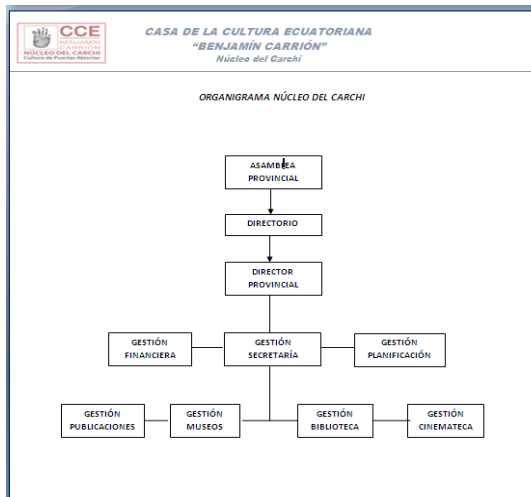 CCE
BENJAMÍN
CARRIÓN
NÚCLEO DEL CARCHI
Cultura de Puertas Abiertas
CASA DE LA CULTURA ECUATORIANA
“BENJAMÍN CARRIÓN”
Núcleo del Carchi
ORGANIGRAMA NÚCLEO DEL CARCHI
ASAMBLEA
PROVINCIAL
DIRECTORIO
DIRECTOR
PROVINCIAL
GESTIÓN
FINANCIERA
GESTIÓN
SECRETARÍA
GESTIÓN
PLANIFICACIÓN
GESTIÓN
PUBLICACIONES
GESTIÓN
MUSEOS
GESTIÓN
BIBLIOTECA
GESTIÓN
CINEMATECA